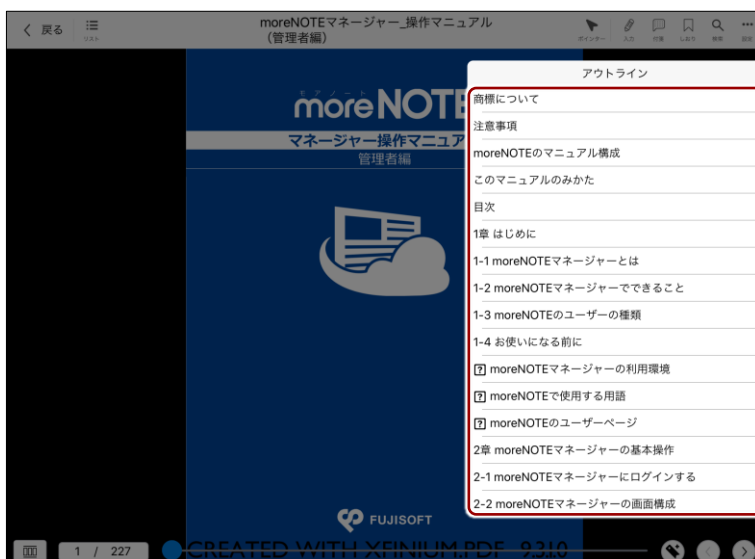 戻る
リスト
moreNOTEマネージャー_操作マニュアル
（管理者編）
ポインター
入力
付箋
しおり
検索
モアノート
moreNOTE
マネージャー操作マニュア
管理者編
アウトライン
商標について
注意事項
moreNOTEのマニュアル構成
このマニュアルのみかた
目次
1章 はじめに
1-1 moreNOTEマネージャーとは
1-2 moreNOTEマネージャーでできること
1-3 moreNOTEのユーザーの種類
1-4 お使いになる前に
? moreNOTEマネージャーの利用環境
? moreNOTEで使用する用語
? moreNOTEのユーザーページ
2章 moreNOTEマネージャーの基本操作
2-1 moreNOTEマネージャーにログインする
2-2 moreNOTEマネージャーの画面構成
FUJISOFT
1 / 227
CREATED WITH XFINIUM.PDF 9.3.1.0